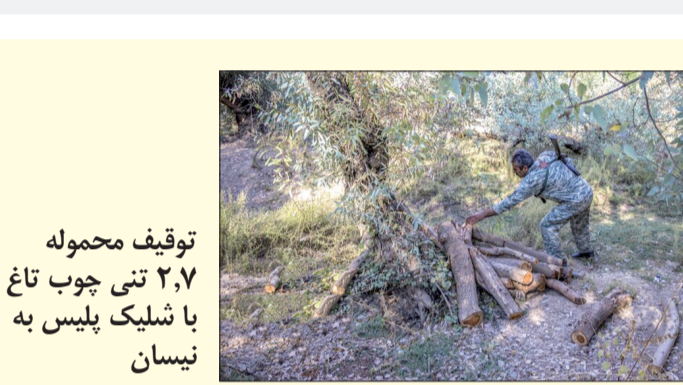 توقیف محموله
۲٫۷ تنی چوب تاغ
با شلیک پلیس به
نیسان